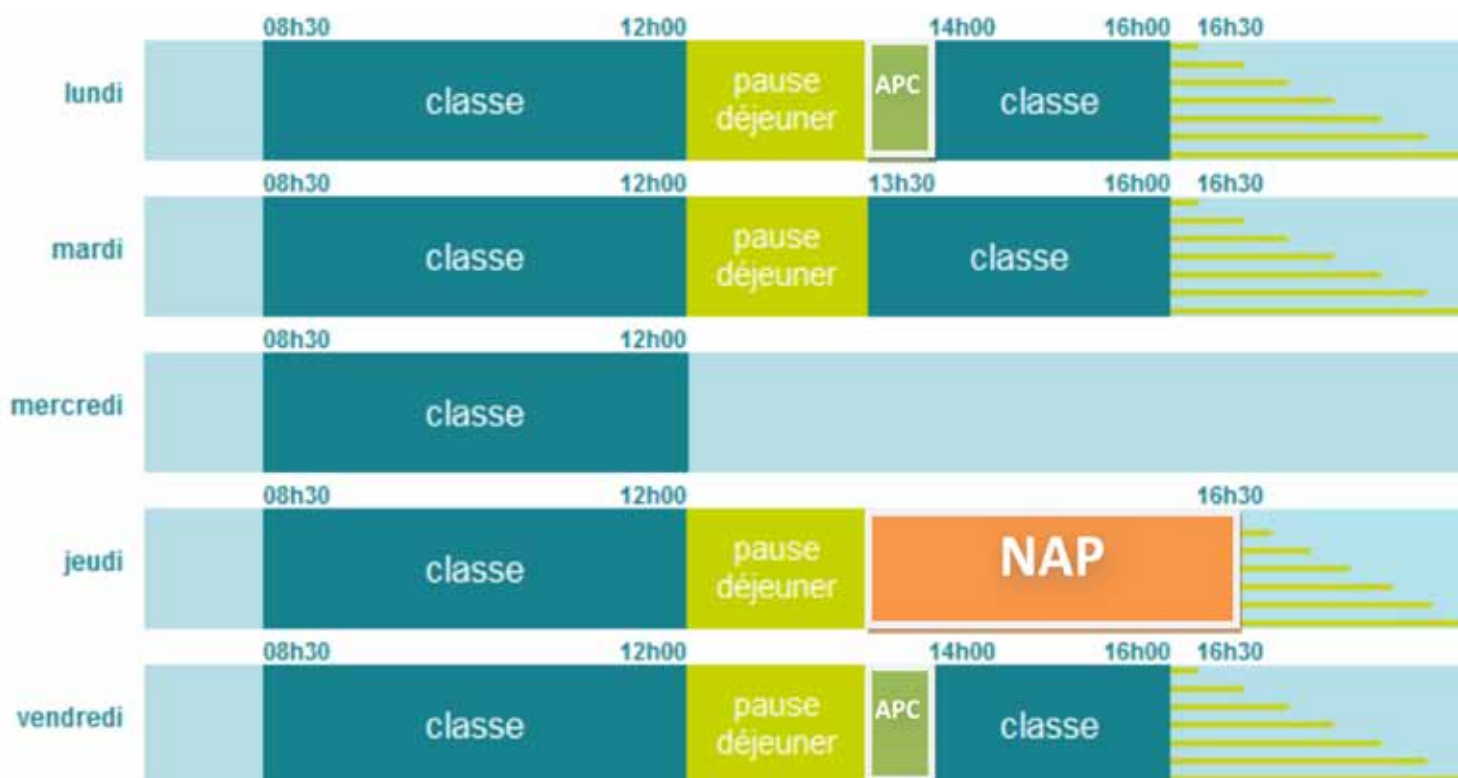 08h30 12h00 14h00 16h00 16h30
lundi classe pause déjeuner APC classe
08h30 12h00 13h30 16h00 16h30
mardi classe pause déjeuner classe
08h30 12h00
mercredi classe
08h30 12h00 16h30
jeudi classe pause déjeuner NAP
08h30 12h00 14h00 16h00 16h30
vendredi classe pause déjeuner APC classe